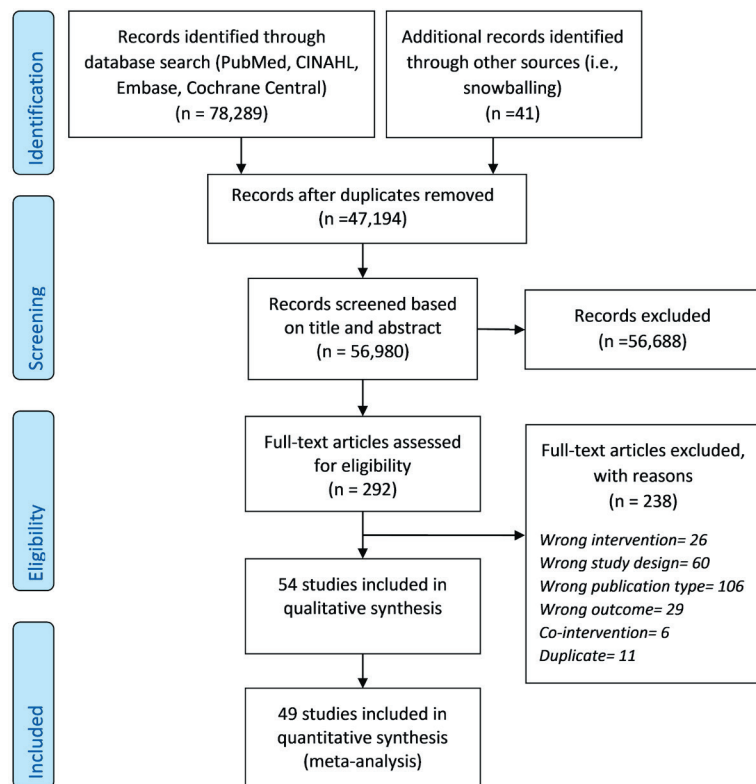 Identification
Records identified through
database search (PubMed, CINAHL,
Embase, Cochrane Central)
(n = 78,289)
Additional records identified
through other sources (i.e.,
snowballing)
(n =41)
Records after duplicates removed
(n =47,194)
Screening
Records screened based
on title and abstract
(n = 56,980)
Records excluded
(n =56,688)
Eligibility
Full-text articles assessed
for eligibility
(n = 292)
Full-text articles excluded,
with reasons
(n = 238)
Wrong intervention= 26
Wrong study design= 60
Wrong publication type= 106
Wrong outcome= 29
Co-intervention= 6
Duplicate= 11
54 studies included in
qualitative synthesis
Included
49 studies included in
quantitative synthesis
(meta-analysis)